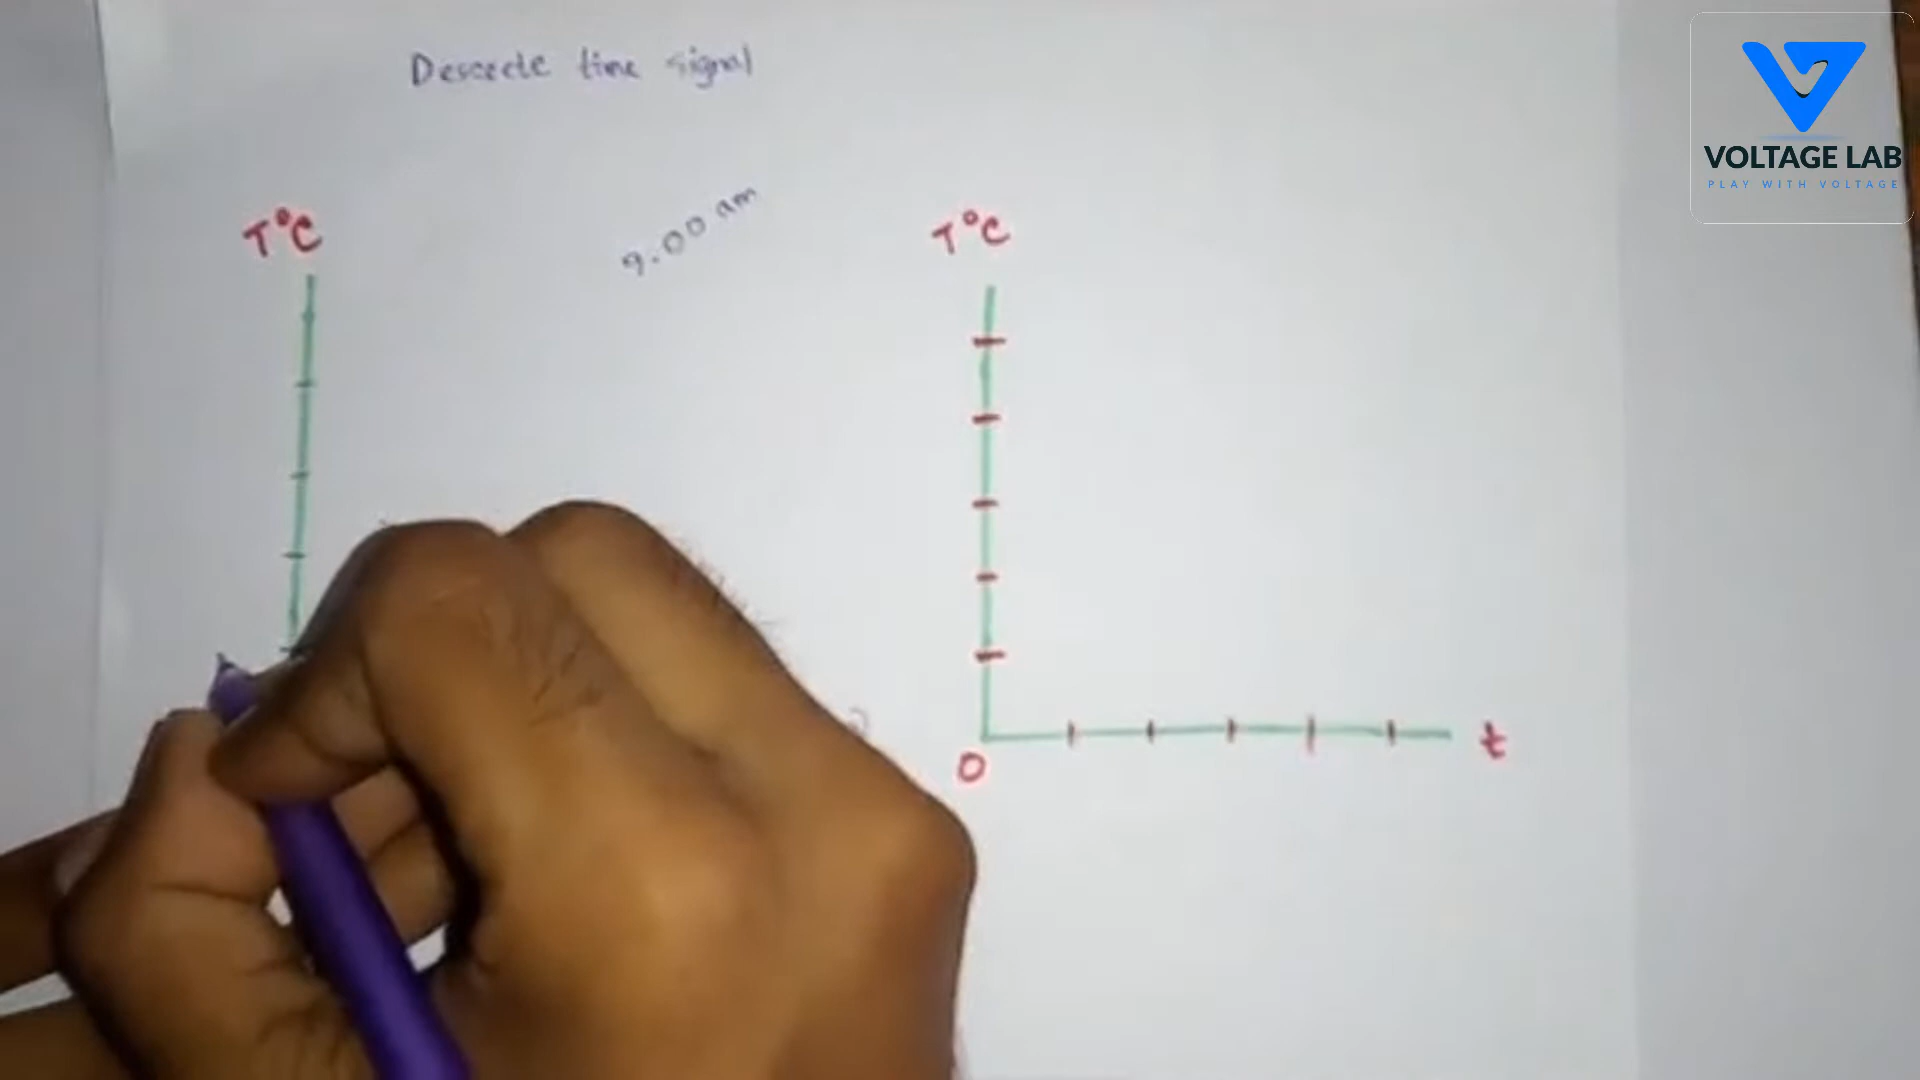 Descrete time signal
VOLTAGE LAB
PLAY WITH VOLTAGE
9.00 am
T°C
T°C
0
t